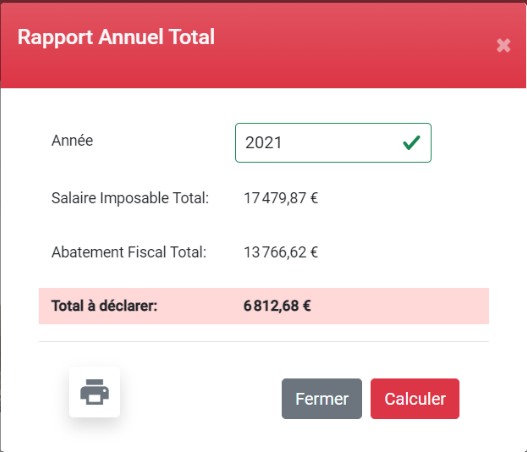 Rapport Annuel Total
Année 2021
Salaire Imposable Total: 17 479,87 €
Abatement Fiscal Total: 13 766,62 €
Total à déclarer: 6 812,68 €
Fermer Calculer